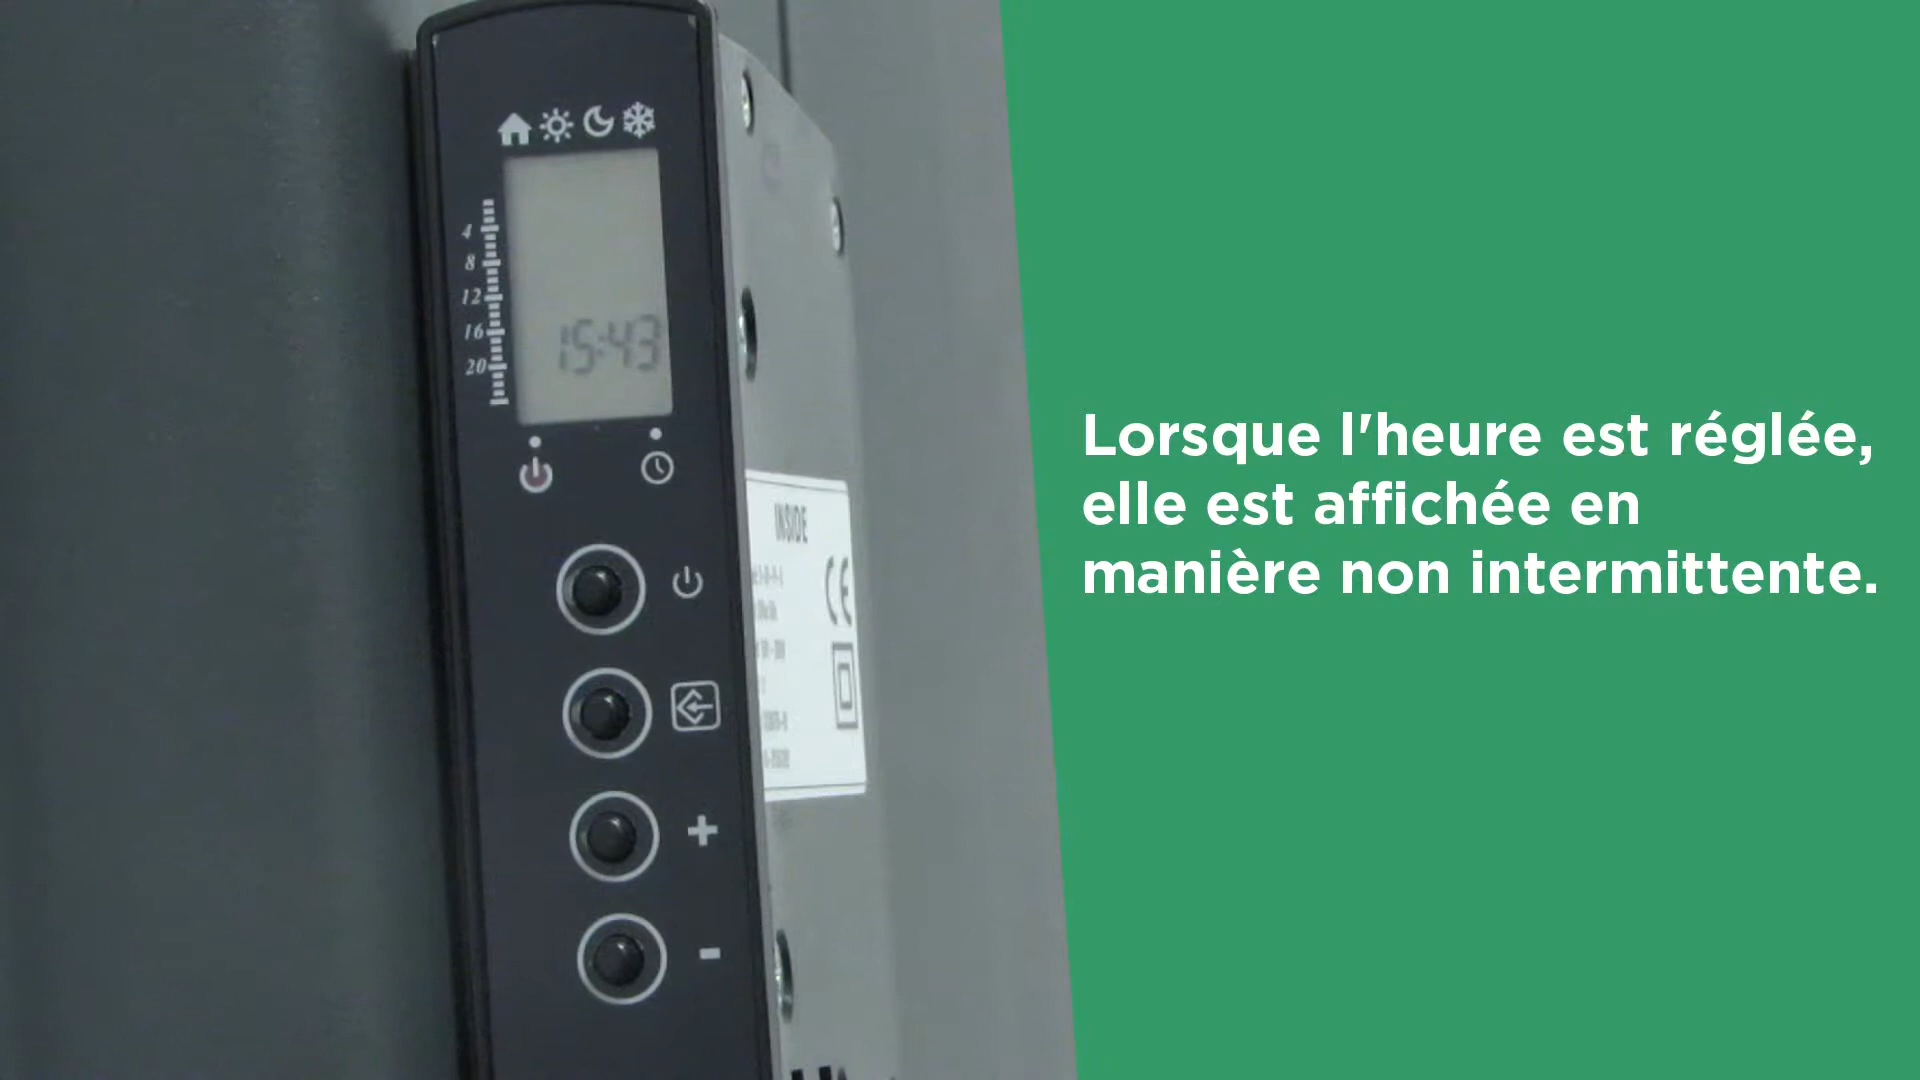 4
8
12
16
20
15:43
INSIDE
CE
+
-
Lorsque l'heure est réglée,
elle est affichée en
manière non intermittente.